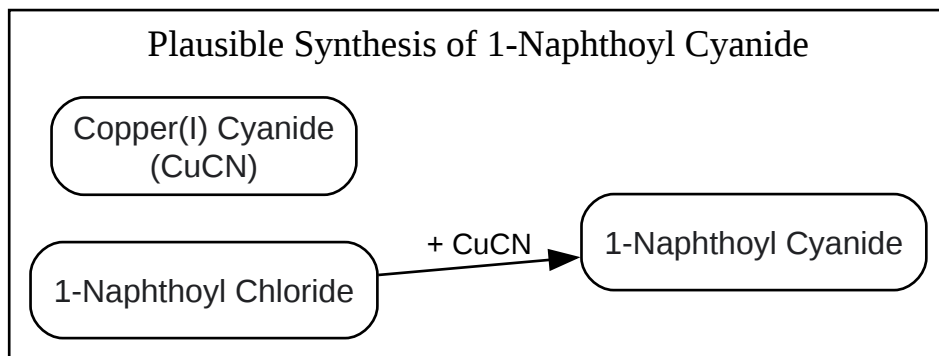 Plausible Synthesis of 1-Naphthoyl Cyanide
Copper(I) Cyanide
(CuCN)
+ CuCN
1-Naphthoyl Cyanide
1-Naphthoyl Chloride